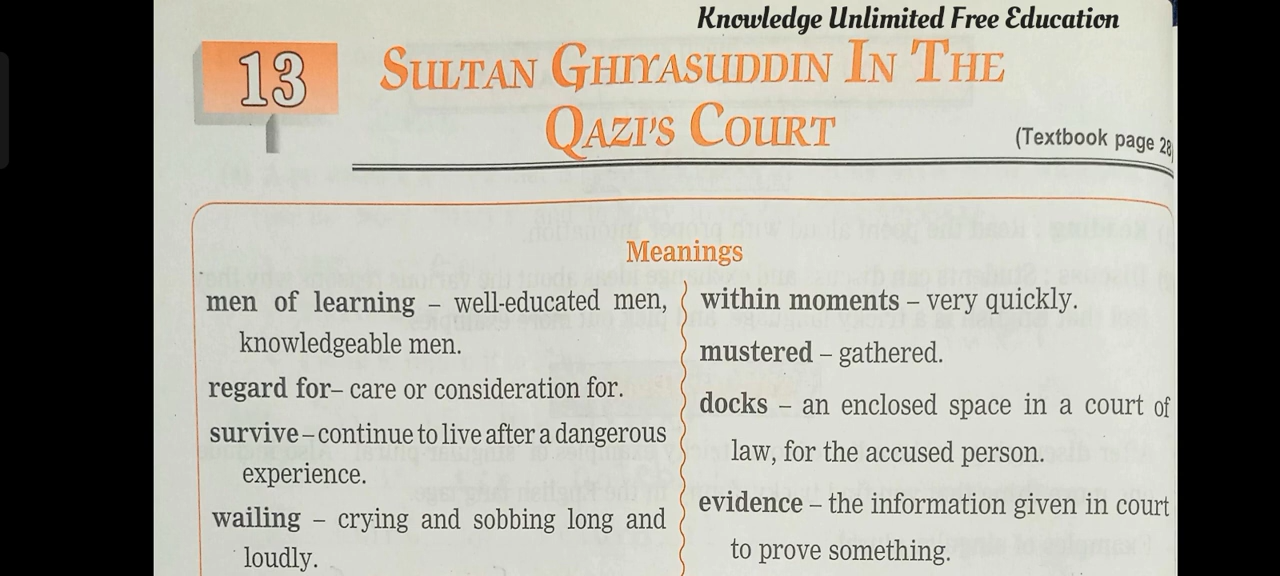 Knowledge Unlimited Free Education
13
SULTAN GHIYASUDDIN IN THE
QAZI'S COURT
(Textbook page 28)
Meanings
men of learning – well-educated men,
knowledgeable men.
regard for– care or consideration for.
survive – continue to live after a dangerous
experience.
wailing – crying and sobbing long and
loudly.
within moments – very quickly.
mustered – gathered.
docks – an enclosed space in a court of
law, for the accused person.
evidence – the information given in court
to prove something.